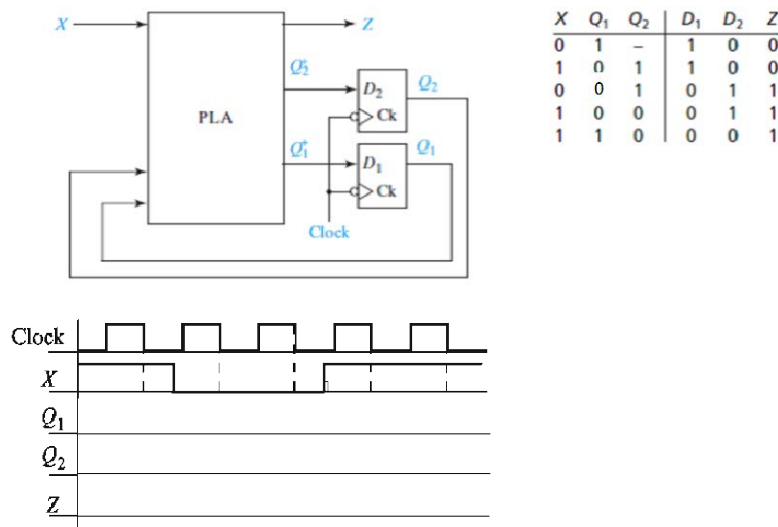 X
Z
PLA
Q₂⁺
D₂
Q₂
Ck
Q₁⁺
D₁
Q₁
Ck
Clock
X Q₁ Q₂ D₁ D₂ Z
0 1 – 1 0 0
1 0 1 1 0 0
0 0 1 0 1 1
1 0 0 0 1 1
1 1 0 0 0 1
Clock
X
Q₁
Q₂
Z